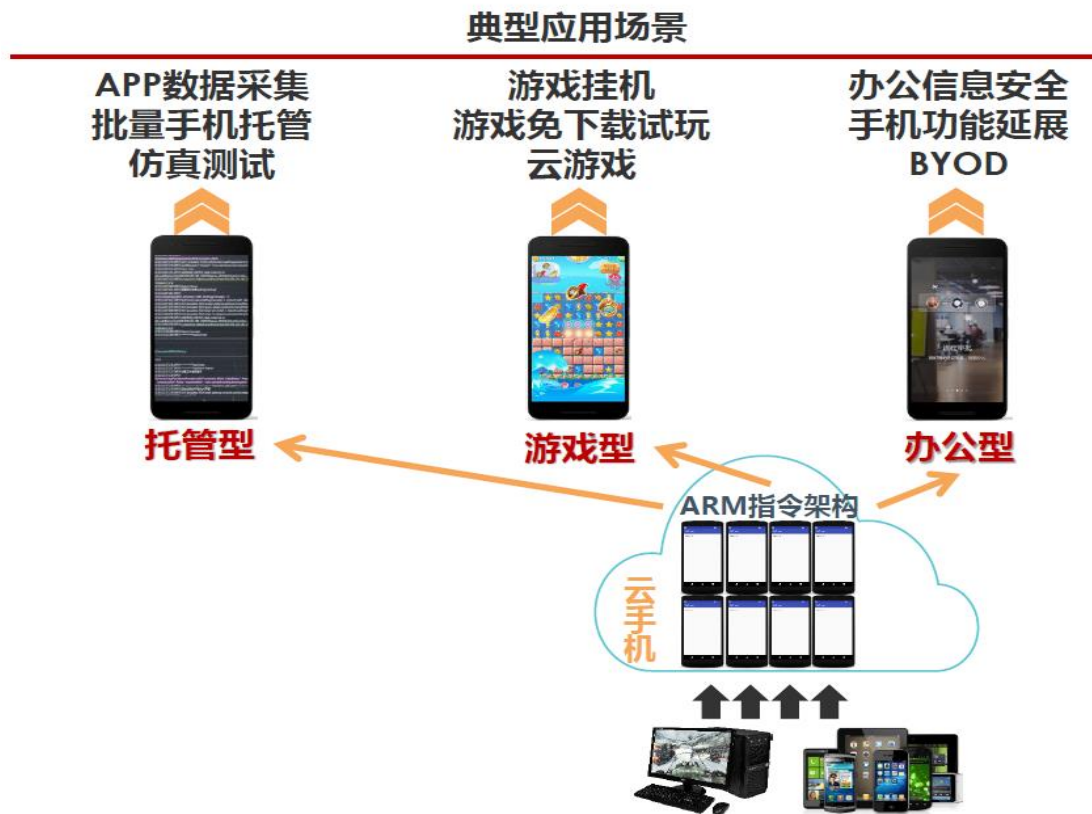 典型应用场景
APP数据采集
批量手机托管
仿真测试
游戏挂机
游戏免下载试玩
云游戏
办公信息安全
手机功能延展
BYOD
托管型
游戏型
办公型
ARM指令架构
云手机